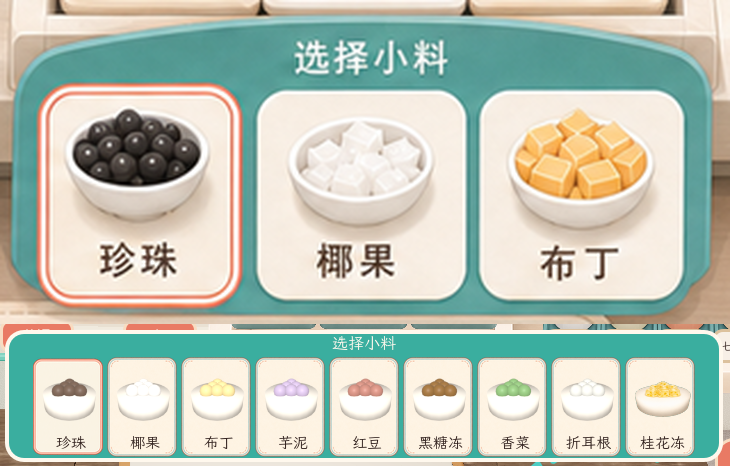 选择小料
珍珠 椰果 布丁
选择小料
七
珍珠 椰果 布丁 芋泥 红豆 黑糖冻 香菜 折耳根 桂花冻